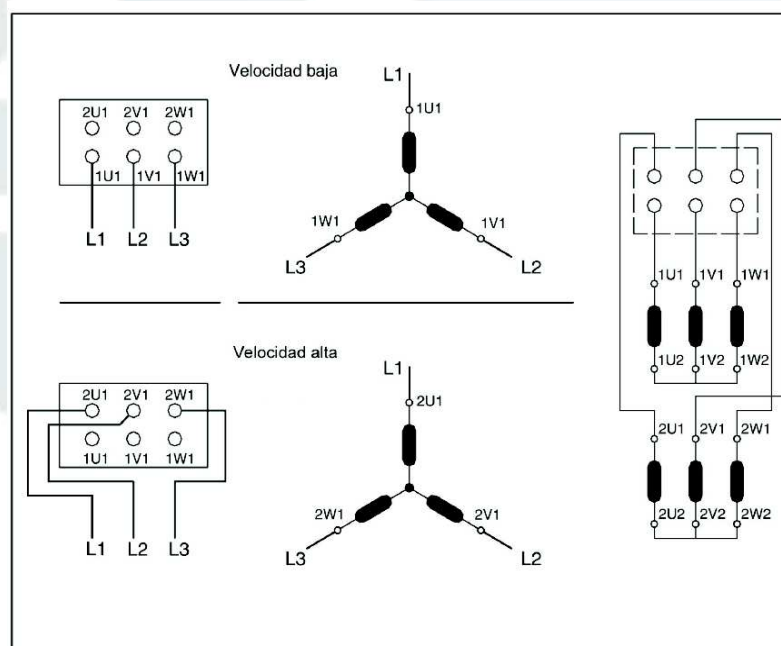 Velocidad baja
2U1 2V1 2W1
1U1 1V1 1W1
L1 L2 L3
L1
1U1
1W1 1V1
L3 L2
Velocidad alta
2U1 2V1 2W1
1U1 1V1 1W1
L1 L2 L3
L1
2U1
2W1 2V1
L3 L2
1U1 1V1 1W1
1U2 1V2 1W2
2U1 2V1 2W1
2U2 2V2 2W2